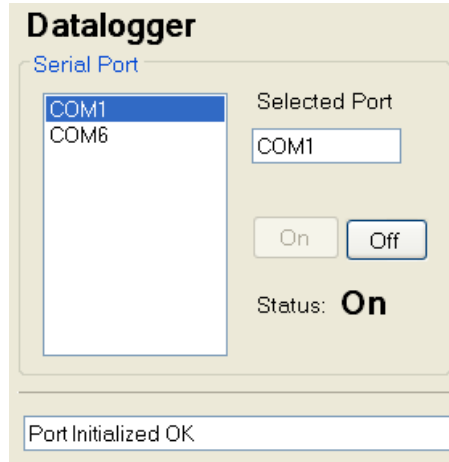 Datalogger
Serial Port
COM1
COM6
Selected Port
COM1
On
Off
Status: On
Port Initialized OK